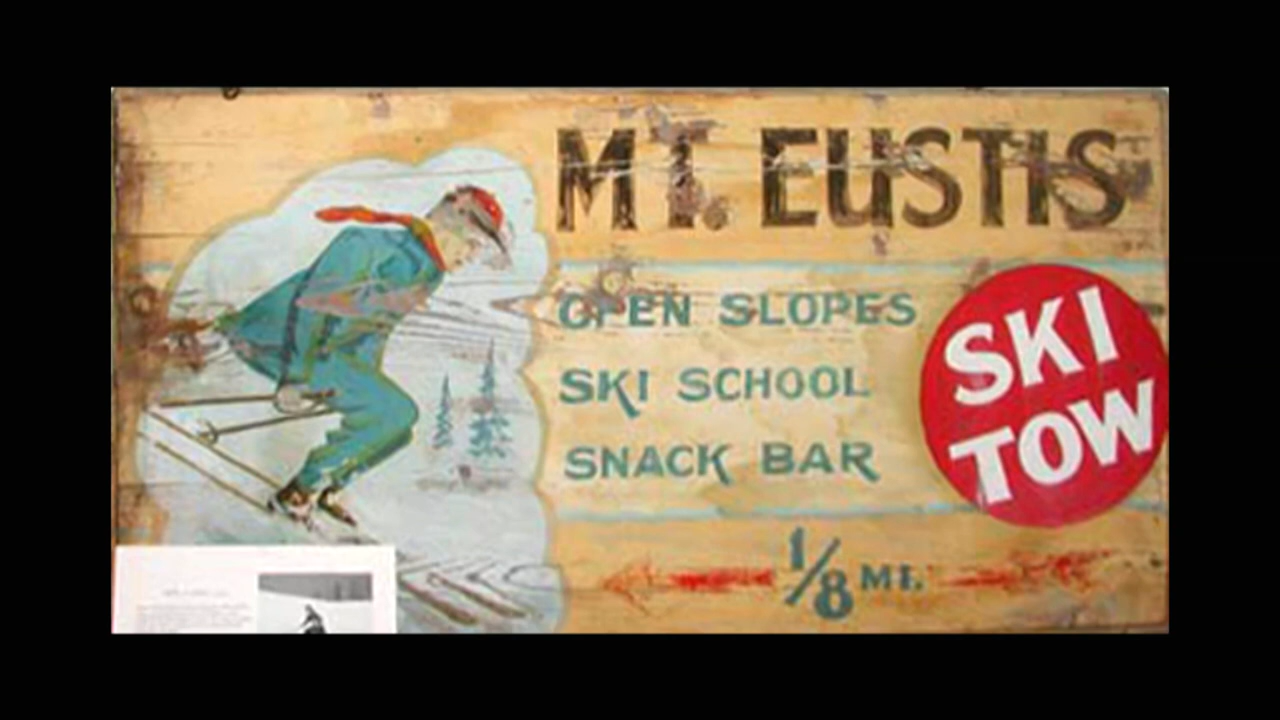 MT. EUSTIS
OPEN SLOPES
SKI SCHOOL
SNACK BAR
SKI
TOW
1/8 MI.